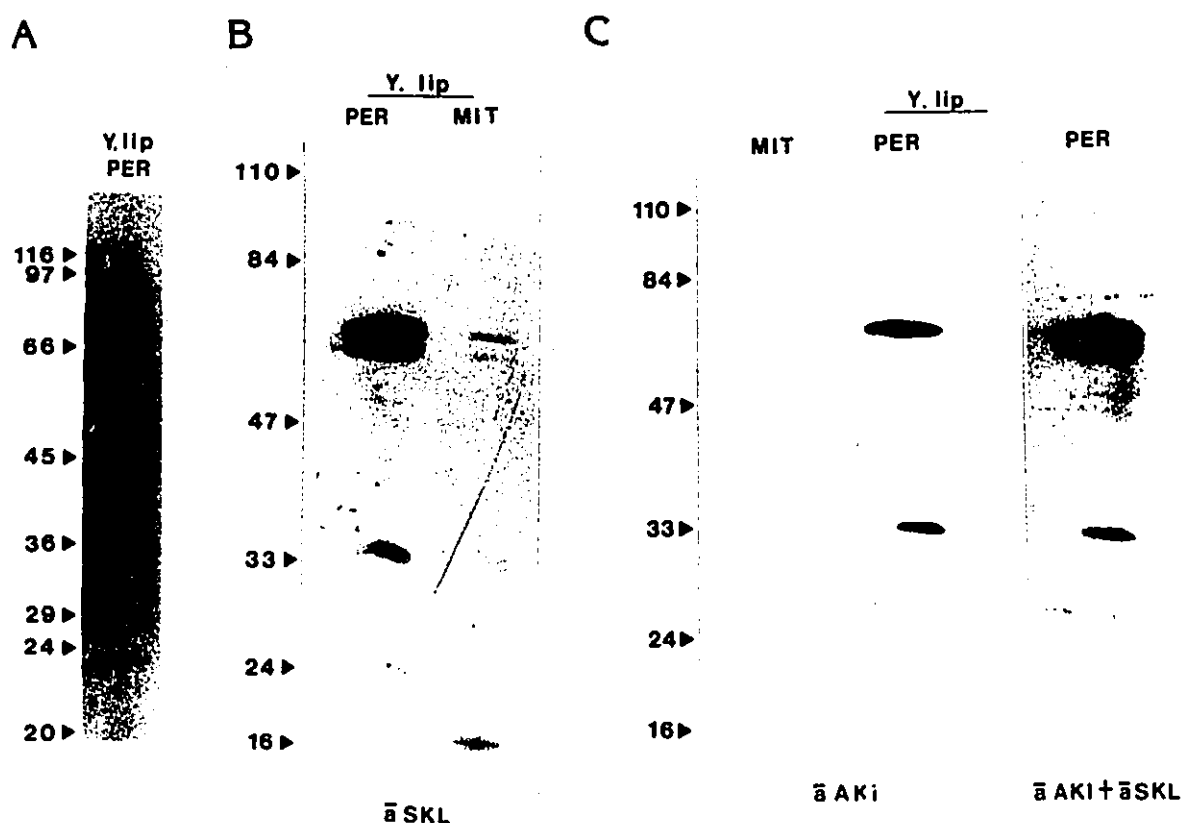 A
Y.lip
PER
116
97
66
45
36
29
24
20
B
Y. lip
PER MIT
110
84
47
33
24
16
ā SKL
C
Y. lip
MIT PER PER
110
84
47
33
24
16
ā AKi ā AKI+āSKL